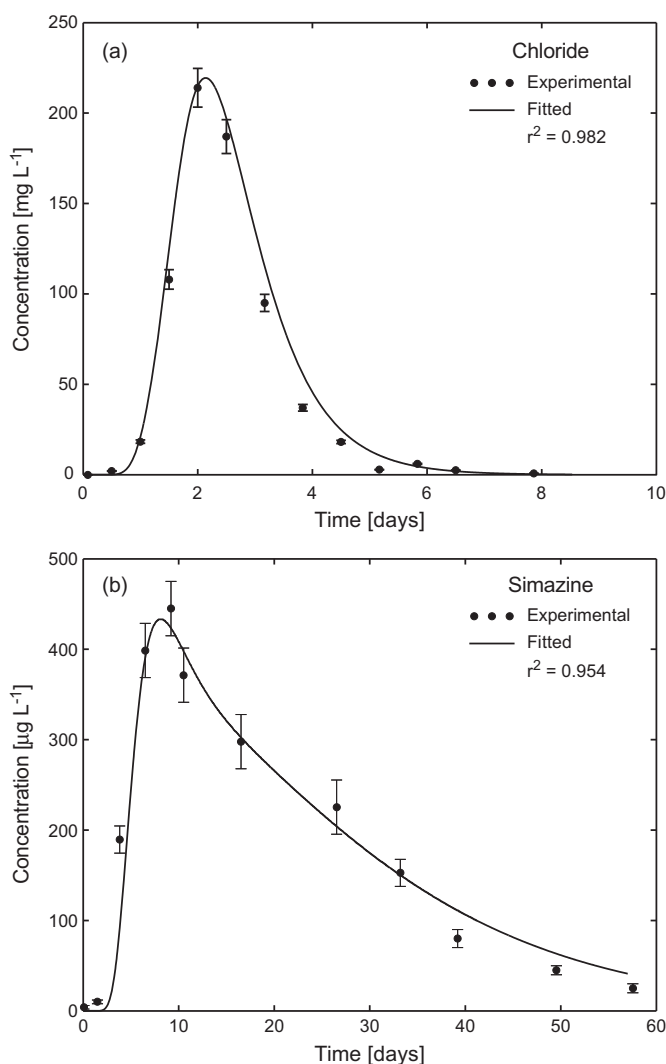 250
(a)
Chloride
Experimental
Fitted
r² = 0.982
200
150
100
50
0
Concentration [mg L⁻¹]
0 2 4 6 8 10
Time [days]
500
(b)
Simazine
Experimental
Fitted
r² = 0.954
400
300
200
100
0
Concentration [µg L⁻¹]
0 10 20 30 40 50 60
Time [days]